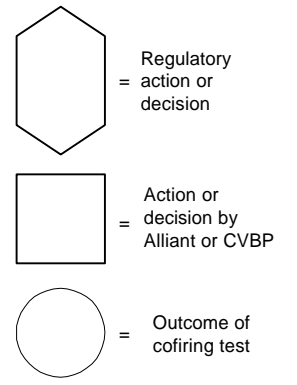 Regulatory
= action or
decision
Action or
= decision by
Alliant or CVBP
= Outcome of
cofiring test